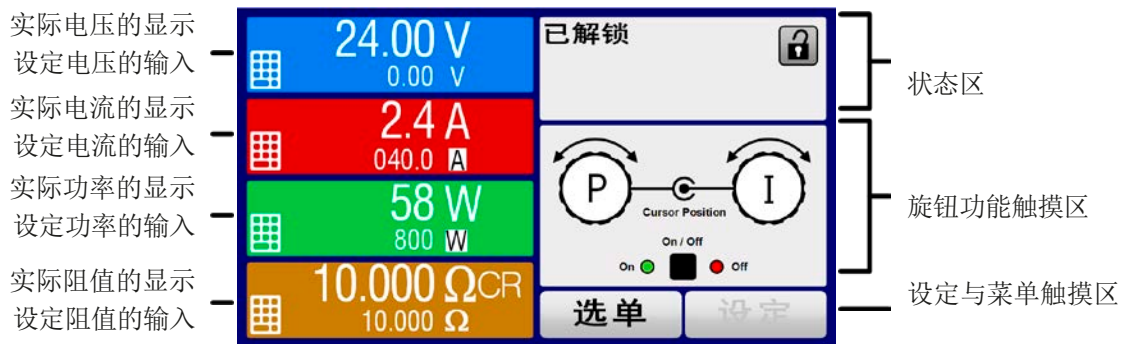 实际电压的显示
设定电压的输入
实际电流的显示
设定电流的输入
实际功率的显示
设定功率的输入
实际阻值的显示
设定阻值的输入
24.00 V
0.00 V
2.4 A
040.0 A
58 W
800 W
10.000 ΩCR
10.000 Ω
已解锁
P
I
Cursor Position
On / Off
On
Off
选单
设定
状态区
旋钮功能触摸区
设定与菜单触摸区